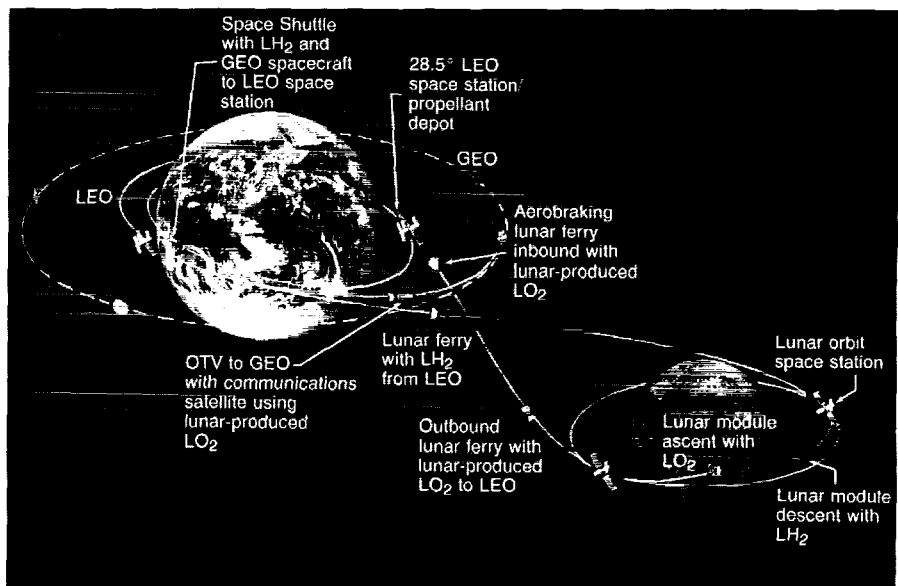 Space Shuttle
with LH₂ and
GEO spacecraft
to LEO space
station
28.5° LEO
space station/
propellant
depot
GEO
LEO
Aerobraking
lunar ferry
inbound with
lunar-produced
LO₂
OTV to GEO
with communications
satellite using
lunar-produced
LO₂
Lunar ferry
with LH₂
from LEO
Lunar orbit
space station
Outbound
lunar ferry with
lunar-produced
LO₂ to LEO
Lunar module
ascent with
LO₂
Lunar module
descent with
LH₂